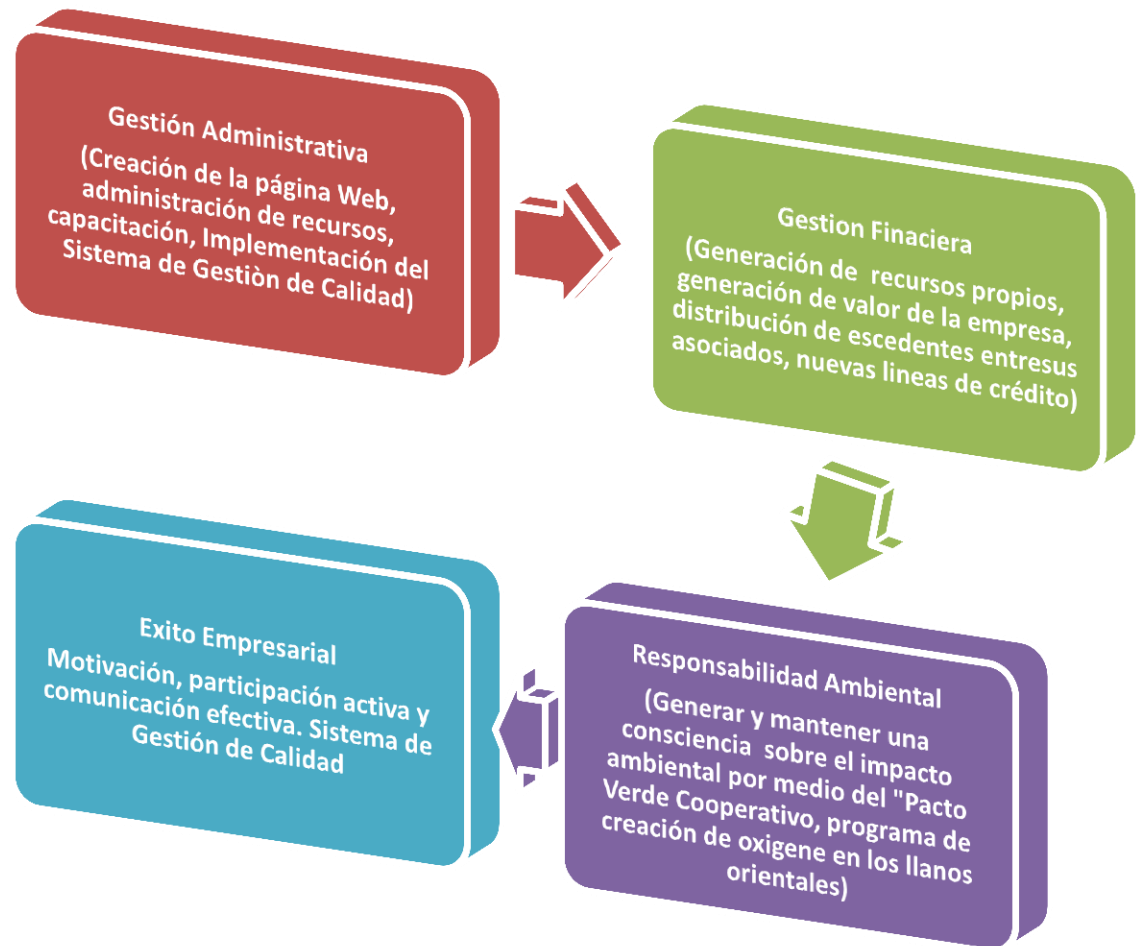 Gestión Administrativa
(Creación de la página Web,
administración de recursos,
capacitación, Implementación del
Sistema de Gestiòn de Calidad)
Gestion Finaciera
(Generación de recursos propios,
generación de valor de la empresa,
distribución de escedentes entresus
asociados, nuevas lineas de crédito)
Responsabilidad Ambiental
(Generar y mantener una
consciencia sobre el impacto
ambiental por medio del "Pacto
Verde Cooperativo, programa de
creación de oxigene en los llanos
orientales)
Exito Empresarial
Motivación, participación activa y
comunicación efectiva. Sistema de
Gestión de Calidad